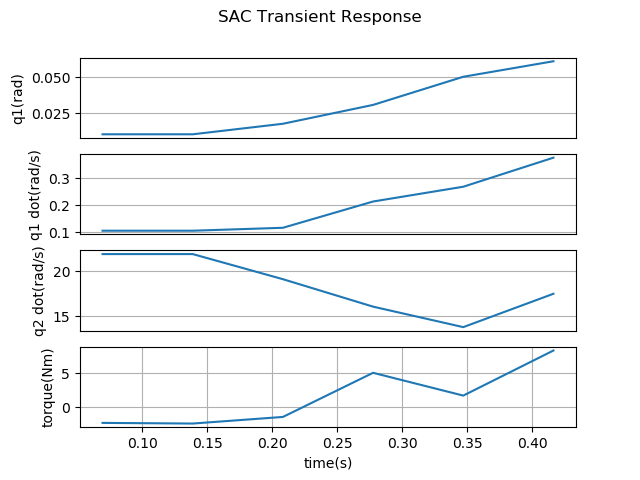 SAC Transient Response
q1(rad)
0.050
0.025
q1 dot(rad/s)
0.3
0.2
0.1
q2 dot(rad/s)
20
15
torque(Nm)
5
0
0.10 0.15 0.20 0.25 0.30 0.35 0.40
time(s)